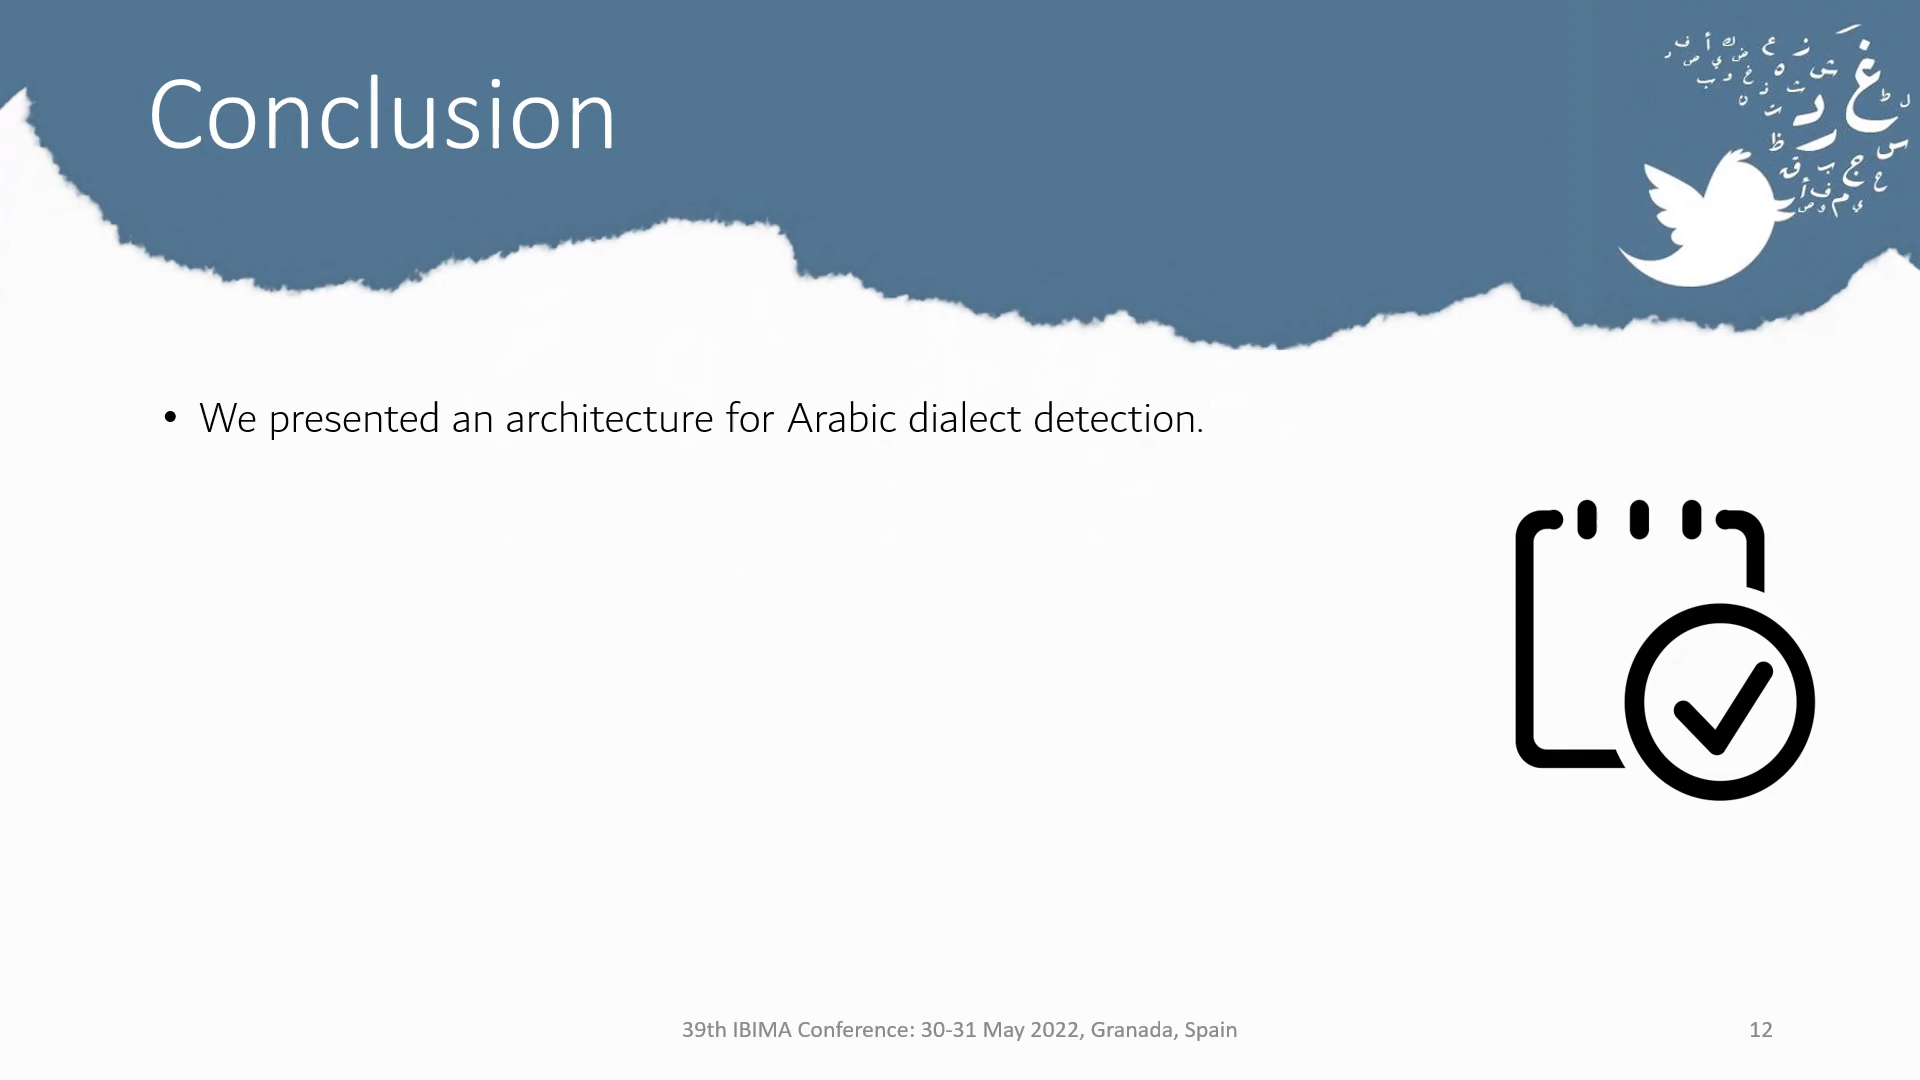 Conclusion
• We presented an architecture for Arabic dialect detection.
39th IBIMA Conference: 30-31 May 2022, Granada, Spain
12